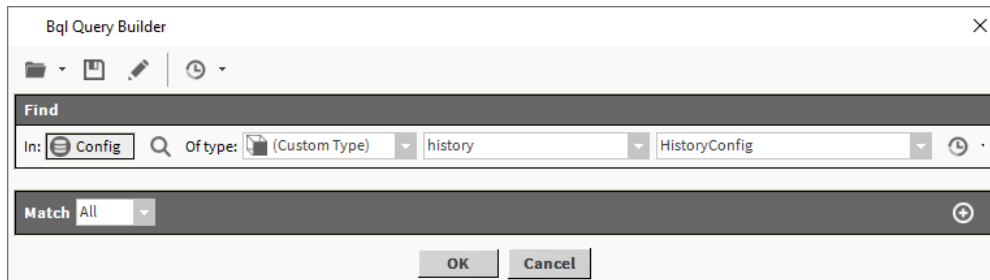 Bql Query Builder
Find
In: Config Of type: (Custom Type) history HistoryConfig
Match All
OK Cancel